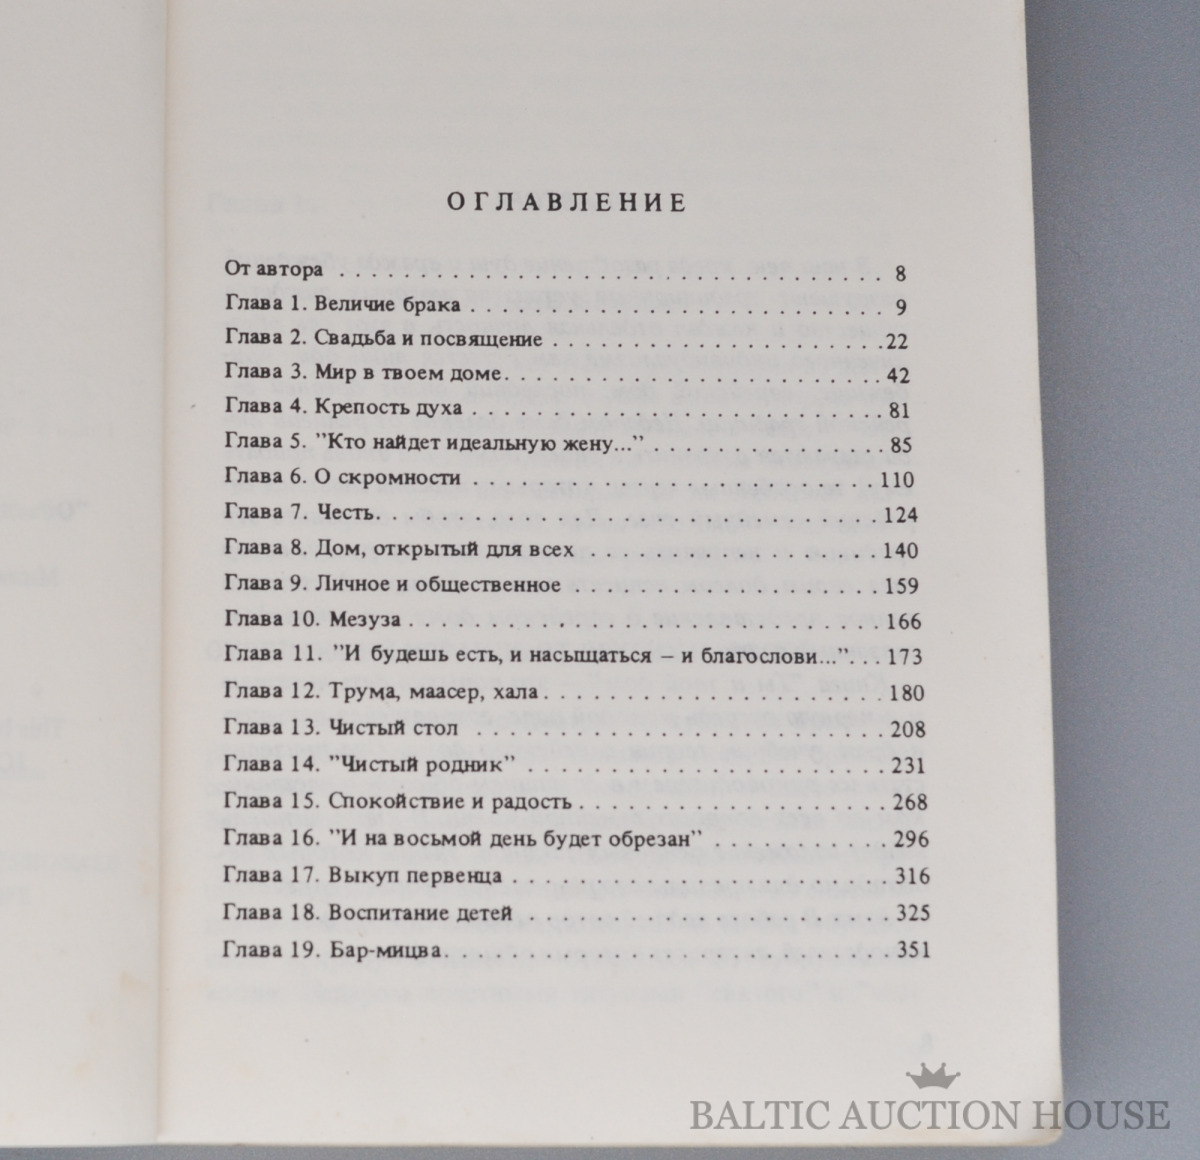 ОГЛАВЛЕНИЕ
От автора . . . . . . . . . . . . . . . . . . . . . . . . . . . . 8
Глава 1. Величие брака . . . . . . . . . . . . . . . . . . . . . 9
Глава 2. Свадьба и посвящение . . . . . . . . . . . . . . . . . 22
Глава 3. Мир в твоем доме. . . . . . . . . . . . . . . . . . . . 42
Глава 4. Крепость духа . . . . . . . . . . . . . . . . . . . . . 81
Глава 5. "Кто найдет идеальную жену..." . . . . . . . . . . . . 85
Глава 6. О скромности . . . . . . . . . . . . . . . . . . . . . 110
Глава 7. Честь. . . . . . . . . . . . . . . . . . . . . . . . . . 124
Глава 8. Дом, открытый для всех . . . . . . . . . . . . . . . 140
Глава 9. Личное и общественное . . . . . . . . . . . . . . . . 159
Глава 10. Мезуза . . . . . . . . . . . . . . . . . . . . . . . . 166
Глава 11. "И будешь есть, и насыщаться – и благослови...". . . 173
Глава 12. Трума, маасер, хала . . . . . . . . . . . . . . . . . . 180
Глава 13. Чистый стол . . . . . . . . . . . . . . . . . . . . . 208
Глава 14. "Чистый родник" . . . . . . . . . . . . . . . . . . 231
Глава 15. Спокойствие и радость . . . . . . . . . . . . . . . . 268
Глава 16. "И на восьмой день будет обрезан" . . . . . . . . . 296
Глава 17. Выкуп первенца . . . . . . . . . . . . . . . . . . . 316
Глава 18. Воспитание детей . . . . . . . . . . . . . . . . . . . 325
Глава 19. Бар-мицва. . . . . . . . . . . . . . . . . . . . . . . 351
BALTIC AUCTION HOUSE